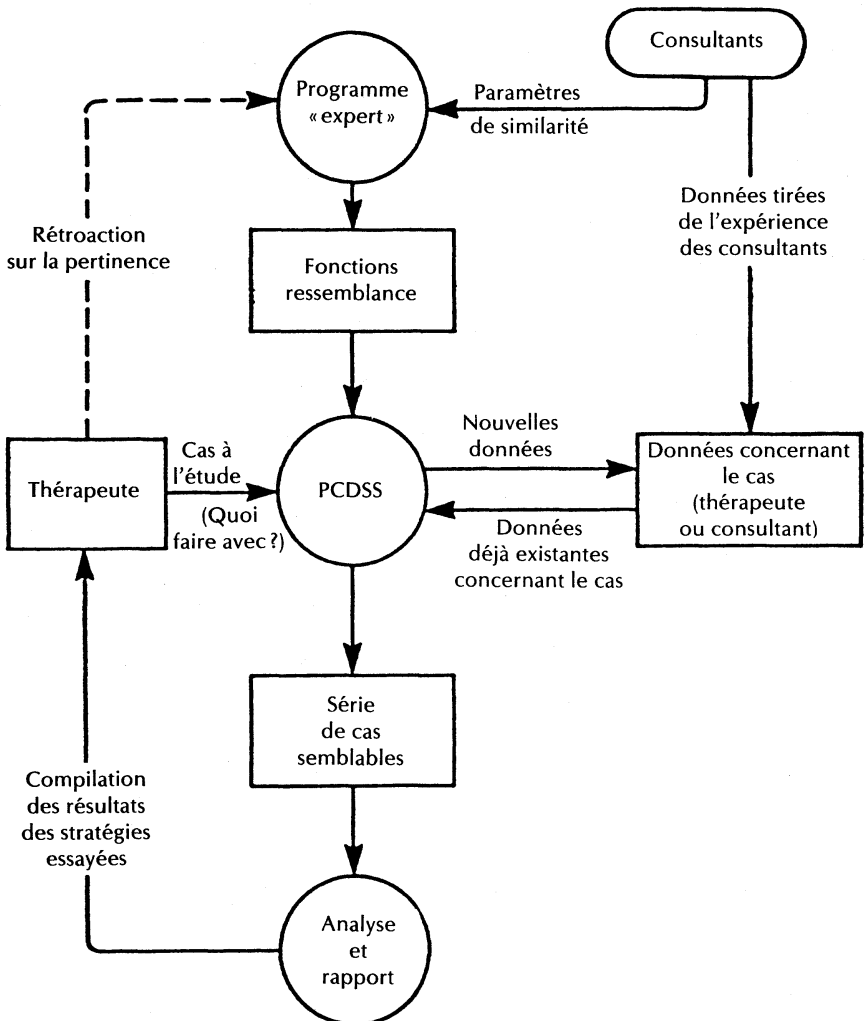 Consultants
Programme
« expert »
Paramètres
de similarité
Données tirées
de l'expérience
des consultants
Rétroaction
sur la pertinence
Fonctions
ressemblance
Thérapeute
Cas à
l'étude
(Quoi
faire avec ?)
PCDSS
Nouvelles
données
Données
déjà existantes
concernant le cas
Données concernant
le cas
(thérapeute
ou consultant)
Série
de cas
semblables
Compilation
des résultats
des stratégies
essayées
Analyse
et
rapport